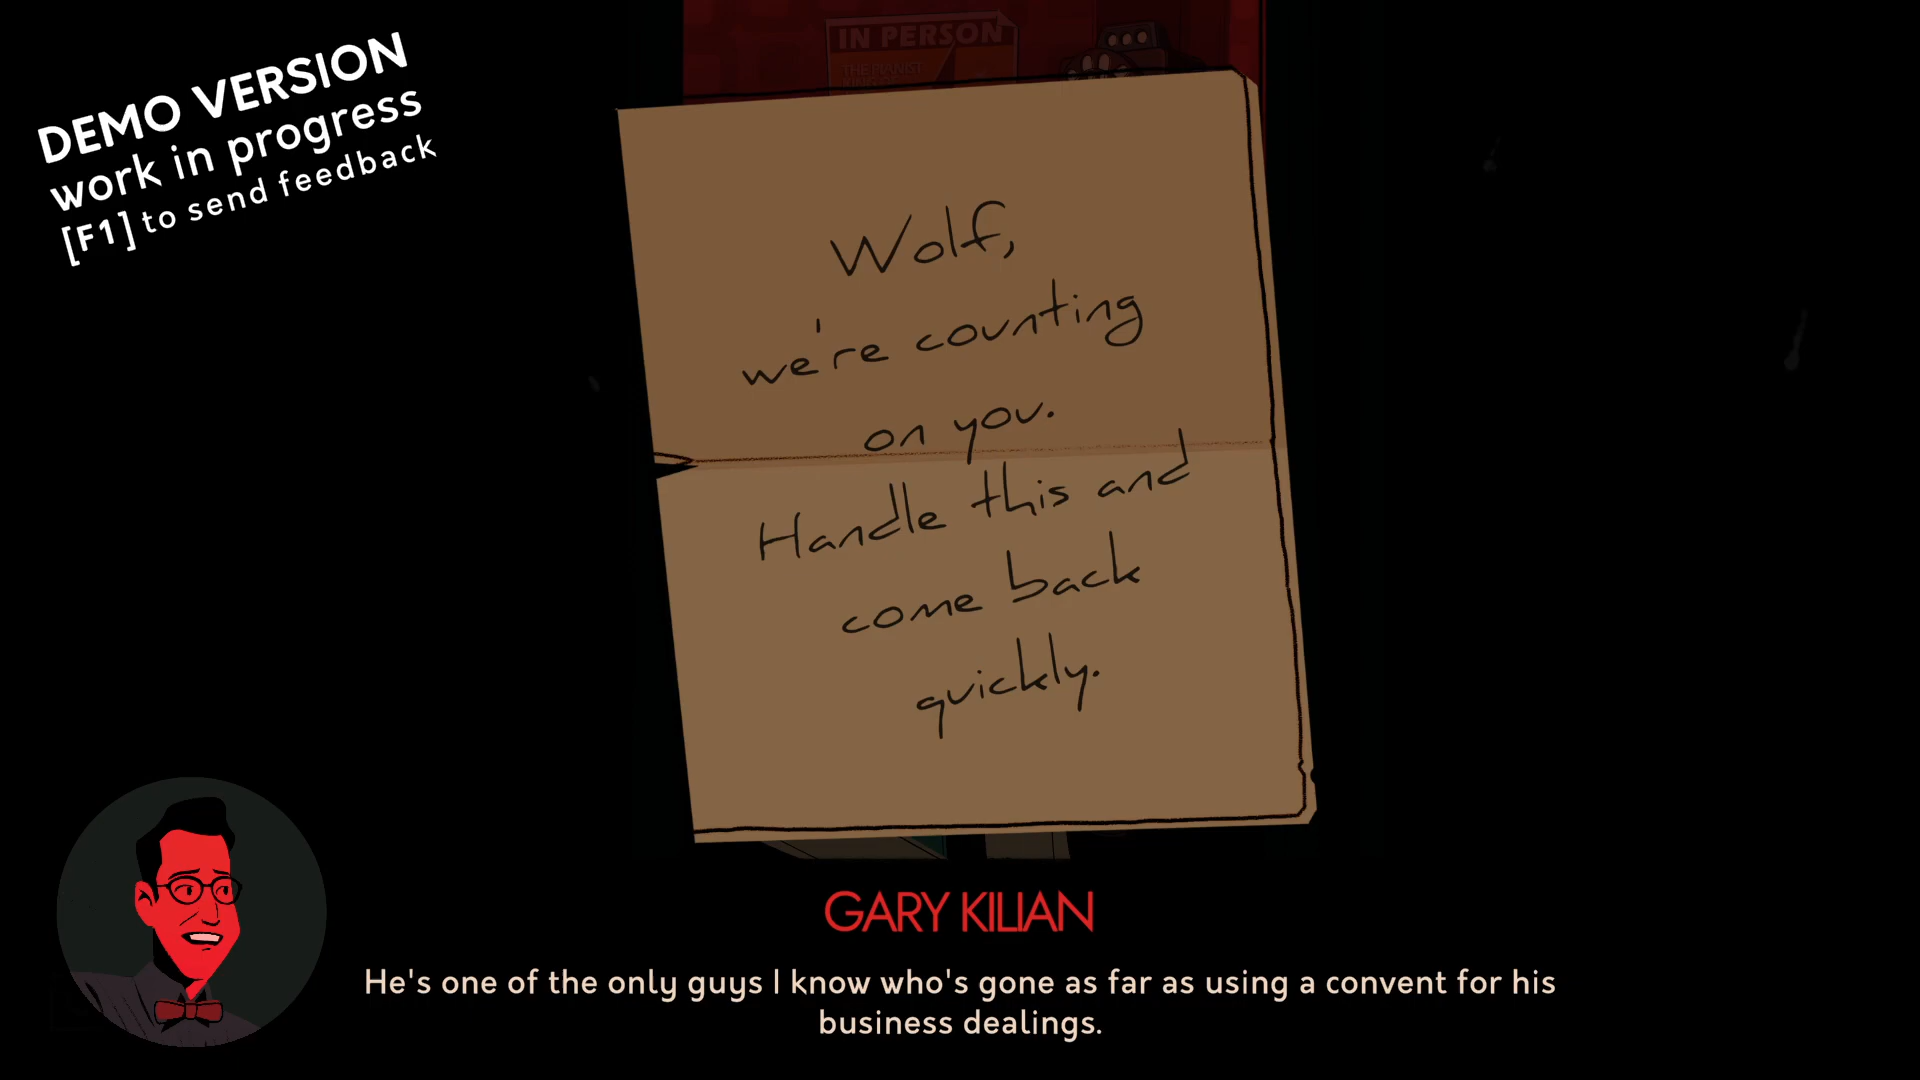 DEMO VERSION
work in progress
[F1] to send feedback
IN PERSON
THE PIANIST
Wolf,
we're counting
on you.
Handle this and
come back
quickly.
GARY KILIAN
He's one of the only guys I know who's gone as far as using a convent for his
business dealings.